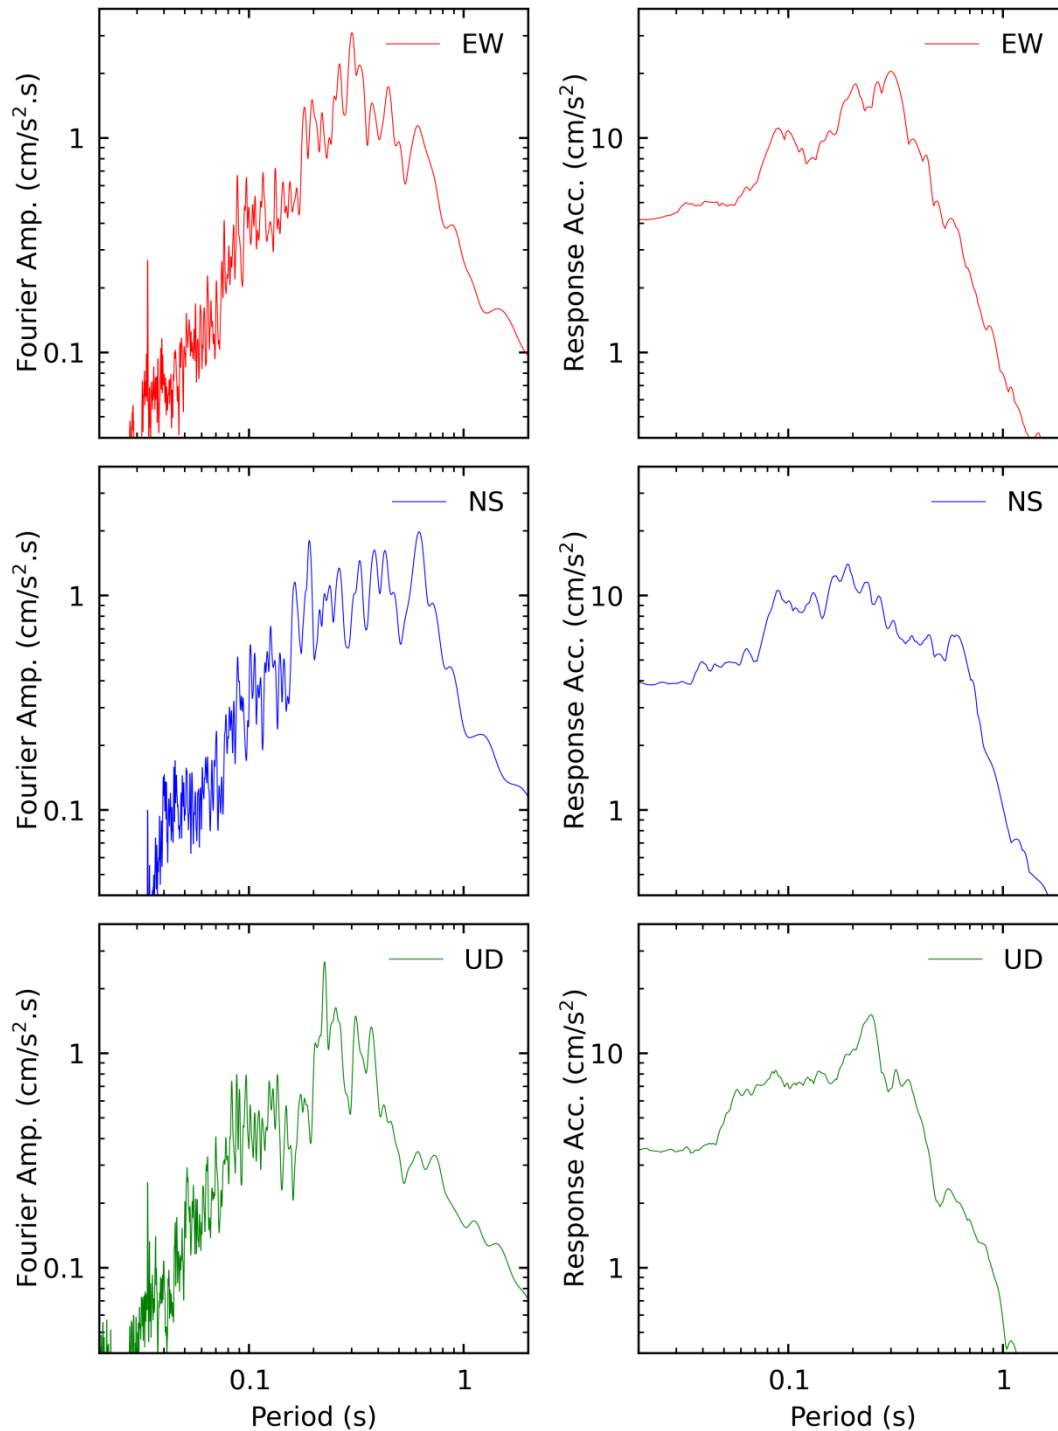 EW
Fourier Amp. (cm/s².s)
1
0.1
EW
Response Acc. (cm/s²)
10
1
NS
Fourier Amp. (cm/s².s)
1
0.1
NS
Response Acc. (cm/s²)
10
1
UD
Fourier Amp. (cm/s².s)
1
0.1
0.1
1
Period (s)
UD
Response Acc. (cm/s²)
10
1
0.1
1
Period (s)